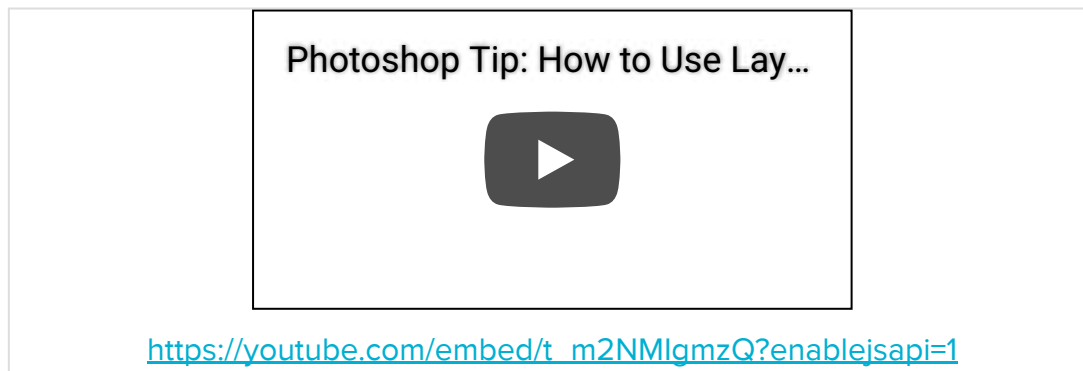 Photoshop Tip: How to Use Lay...
https://youtube.com/embed/t_m2NMIgmzQ?enablejsapi=1